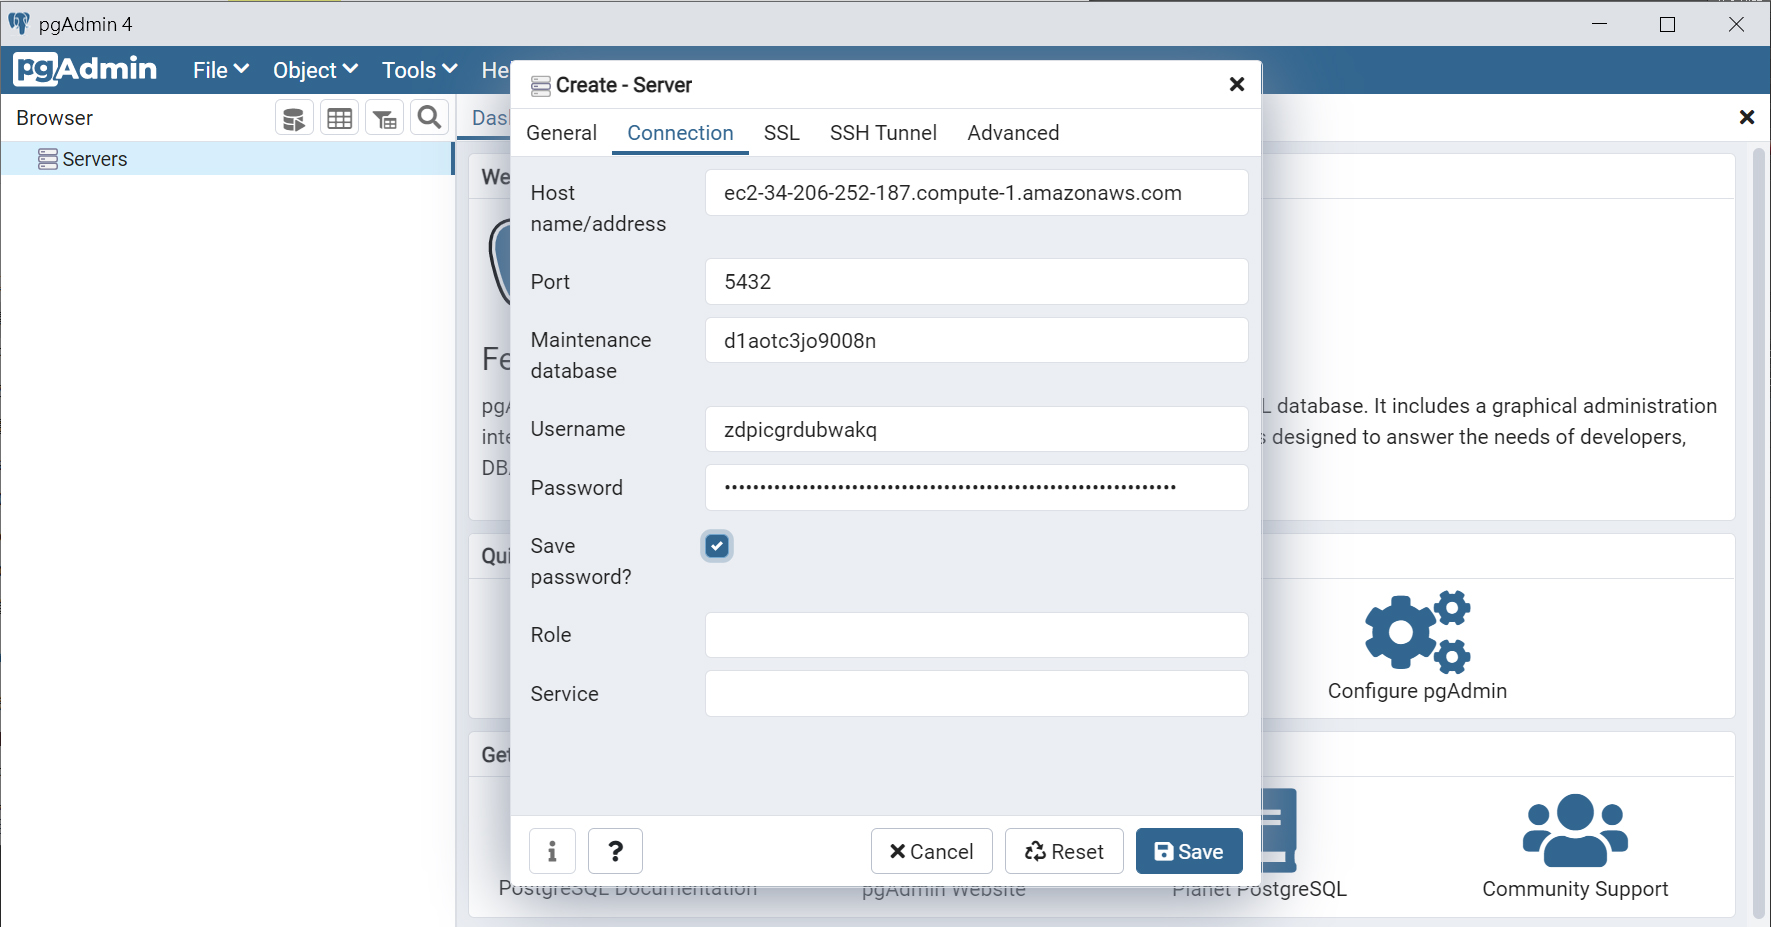 pgAdmin 4
pgAdmin File Object Tools He
Create - Server
Browser
Das
General Connection SSL SSH Tunnel Advanced
Servers
We
Host
name/address
ec2-34-206-252-187.compute-1.amazonaws.com
Port
5432
Maintenance
database
d1aotc3jo9008n
Fe
pgA
L database. It includes a graphical administration
inte
s designed to answer the needs of developers,
DB
Username
zdpicgrdubwakq
Password
••••••••••••••••••••••••••••••••••••••••••••••••••••••••••••••••
Save
password?
Qui
Role
Service
Configure pgAdmin
Get
i ? Cancel Reset Save
PostgreSQL Documentation
pgAdmin Website
Planet PostgreSQL
Community Support